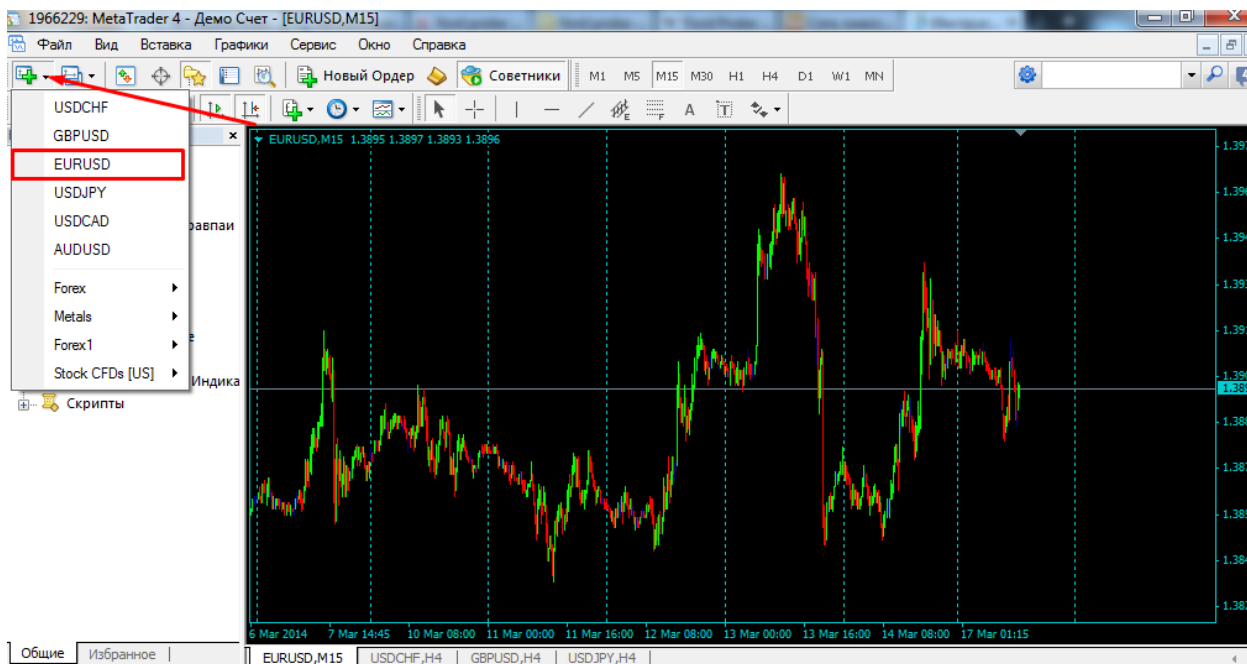 1966229: MetaTrader 4 - Демо Счет - [EURUSD,M15]
Файл Вид Вставка Графики Сервис Окно Справка
Новый Ордер Советники M1 M5 M15 M30 H1 H4 D1 W1 MN
USDCHF
GBPUSD
EURUSD
USDJPY
USDCAD
AUDUSD
Forex
Metals
Forex1
Stock CFDs [US]
Скрипты
Общие Избранное
EURUSD,M15 1.3895 1.3897 1.3893 1.3896
6 Mar 2014 7 Mar 14:45 10 Mar 08:00 11 Mar 00:00 11 Mar 16:00 12 Mar 08:00 13 Mar 00:00 13 Mar 16:00 14 Mar 08:00 17 Mar 01:15
EURUSD,M15 USDCHF,H4 GBPUSD,H4 USDJPY,H4